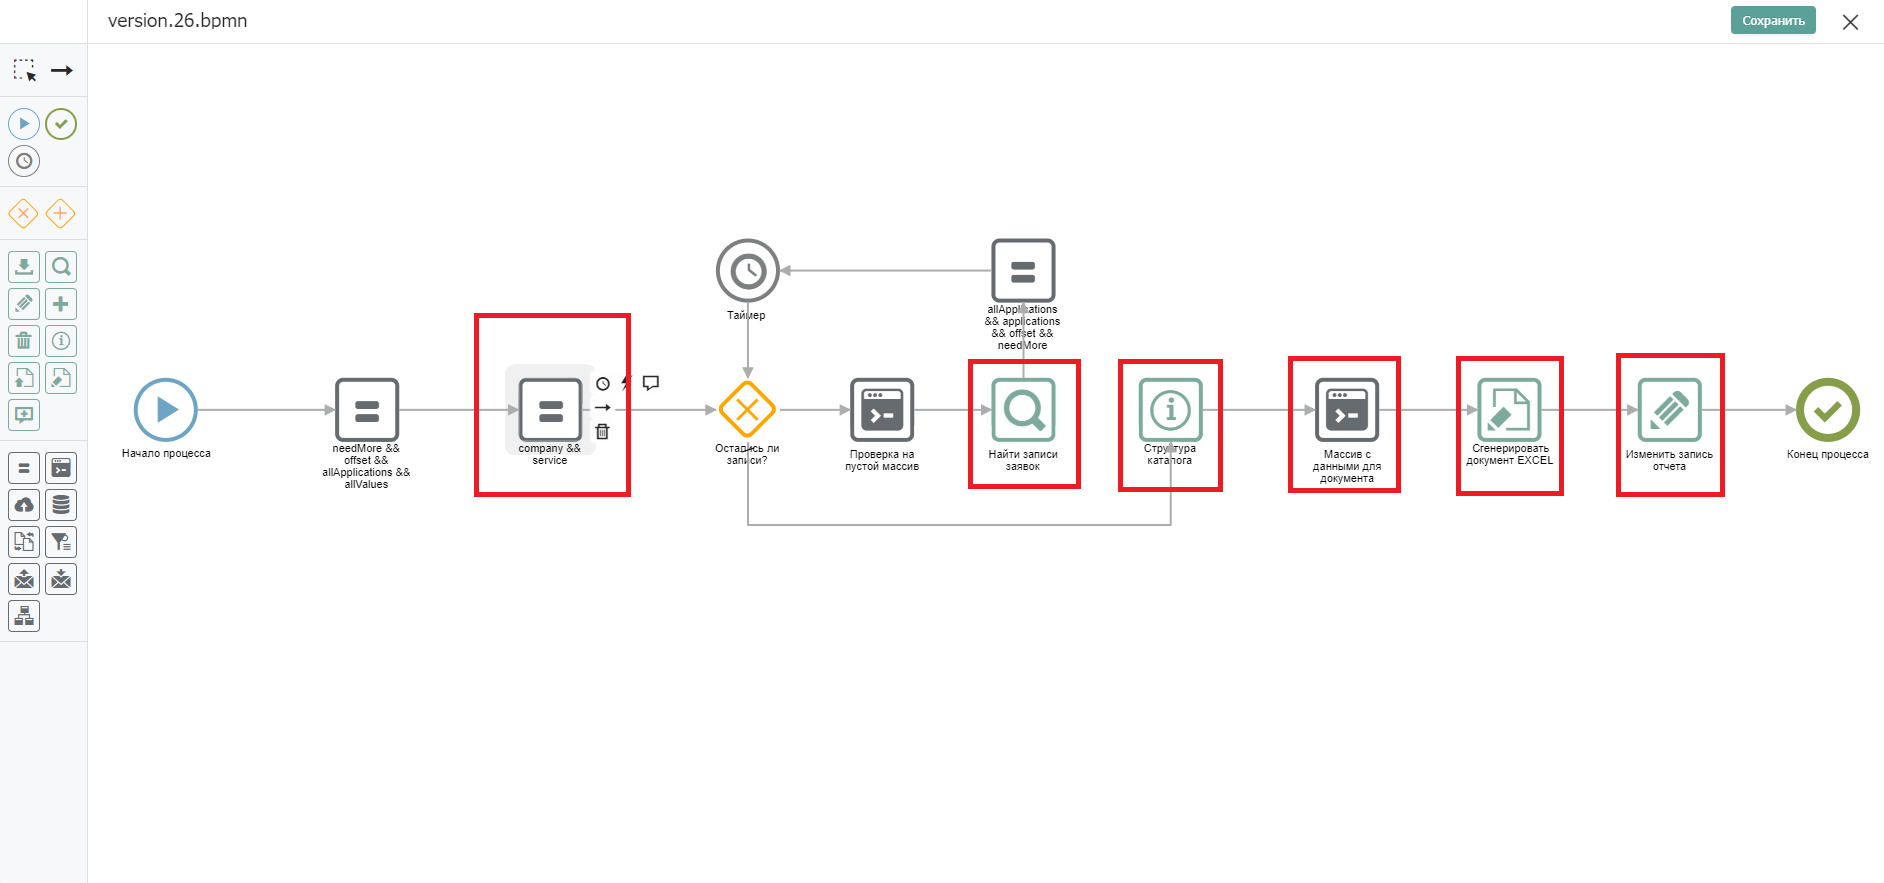 version.26.bpmn
Сохранить
Таймер
allApplications
&& applications
&& offset &&
needMore
Начало процесса
needMore &&
offset &&
allApplications &&
allValues
company &&
service
Остались ли
записи?
Проверка на
пустой массив
Найти записи
заявок
Структура
каталога
Массив с
данными для
документа
Сгенерировать
документ EXCEL
Изменить запись
отчета
Конец процесса